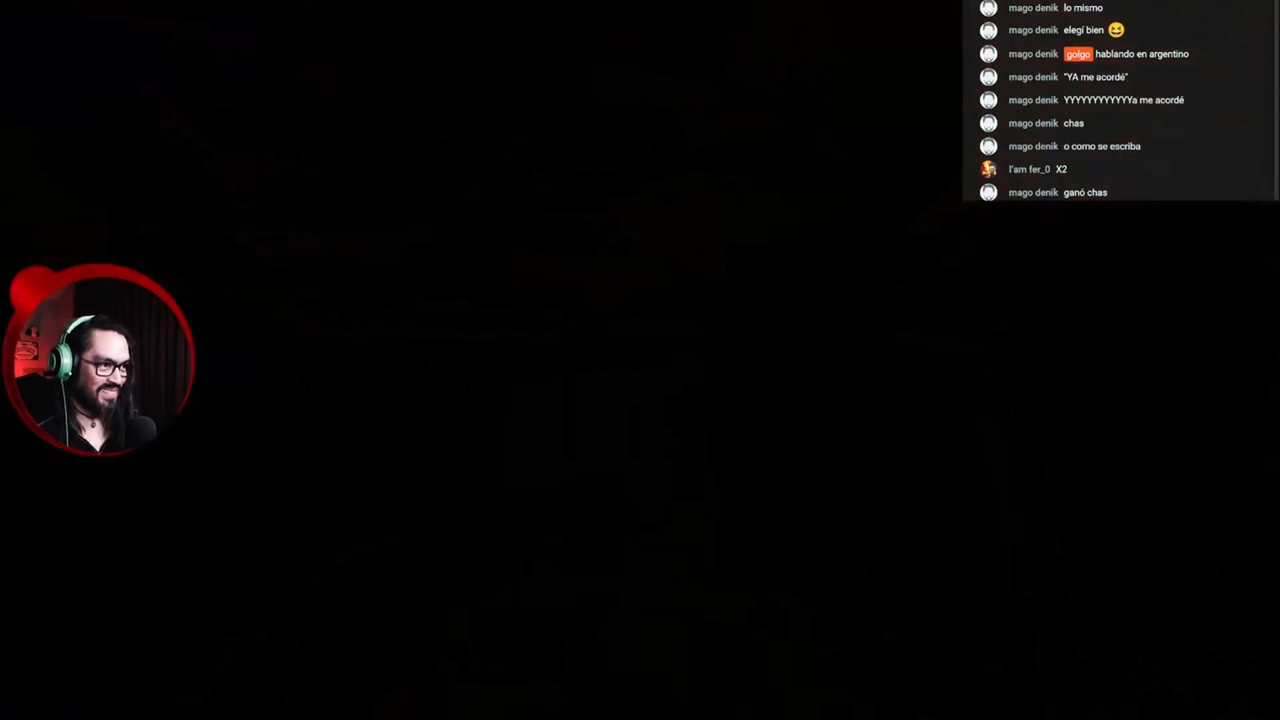 mago denik lo mismo
mago denik elegí bien 😆
mago denik golgo hablando en argentino
mago denik "YA me acordé"
mago denik YYYYYYYYYYYYa me acordé
mago denik chas
mago denik o como se escriba
I'am fer_0 X2
mago denik ganó chas